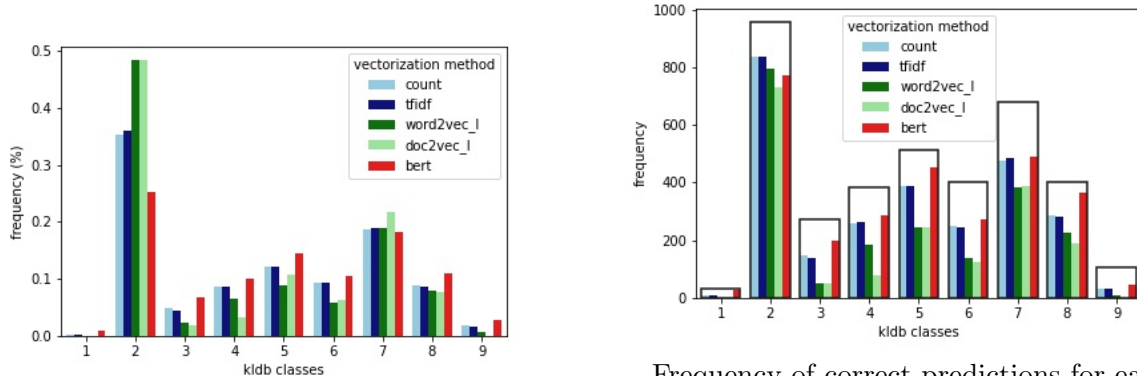 0.5
0.4
0.3
0.2
0.1
0.0
frequency (%)
vectorization method
count
tfidf
word2vec_l
doc2vec_l
bert
1 2 3 4 5 6 7 8 9
kldb classes
1000
800
600
400
200
0
frequency
vectorization method
count
tfidf
word2vec_l
doc2vec_l
bert
1 2 3 4 5 6 7 8 9
kldb classes
Frequency of correct predictions for